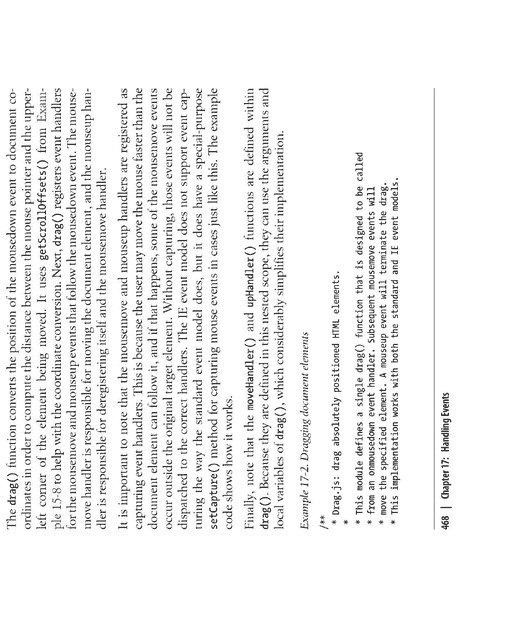 The drag() function converts the position of the mousedown event to document co-
ordinates in order to compute the distance between the mouse pointer and the upper-
left corner of the element being moved. It uses getScrollOffsets() from Exam-
ple 15-8 to help with the coordinate conversion. Next, drag() registers event handlers
for the mousemove and mouseup events that follow the mousedown event. The mouse-
move handler is responsible for moving the document element, and the mouseup han-
dler is responsible for deregistering itself and the mousemove handler.
It is important to note that the mousemove and mouseup handlers are registered as
capturing event handlers. This is because the user may move the mouse faster than the
document element can follow it, and if that happens, some of the mousemove events
occur outside the original target element. Without capturing, those events will not be
dispatched to the correct handlers. The IE event model does not support event cap-
turing the way the standard event model does, but it does have a special-purpose
setCapture() method for capturing mouse events in cases just like this. The example
code shows how it works.
Finally, note that the moveHandler() and upHandler() functions are defined within
drag(). Because they are defined in this nested scope, they can use the arguments and
local variables of drag(), which considerably simplifies their implementation.
Example 17-2. Dragging document elements
/**
* Drag.js: drag absolutely positioned HTML elements.
*
* This module defines a single drag() function that is designed to be called
* from an onmousedown event handler. Subsequent mousemove events will
* move the specified element. A mouseup event will terminate the drag.
* This implementation works with both the standard and IE event models.
468 | Chapter 17: Handling Events